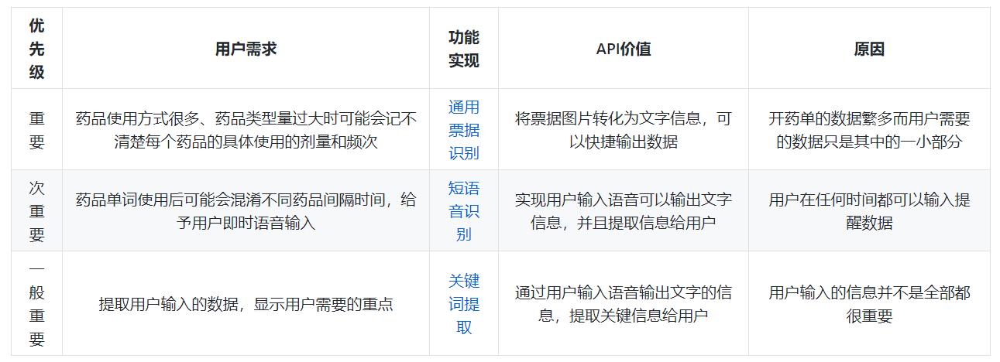 优
先
级
用户需求
功能
实现
API价值
原因
重
要
药品使用方式很多、药品类型量过大时可能会记不
清楚每个药品的具体使用的剂量和频次
通用
票据
识别
将票据图片转化为文字信息，可
以快捷输出数据
开药单的数据繁多而用户需要
的数据只是其中的一小部分
次
重
要
药品单词使用后可能会混淆不同药品间隔时间，给
予用户即时语音输入
短语
音识
别
实现用户输入语音可以输出文字
信息，并且提取信息给用户
用户在任何时间都可以输入提
醒数据
一
般
重
要
提取用户输入的数据，显示用户需要的重点
关键
词提
取
通过用户输入语音输出文字的信
息，提取关键信息给用户
用户输入的信息并不是全部都
很重要